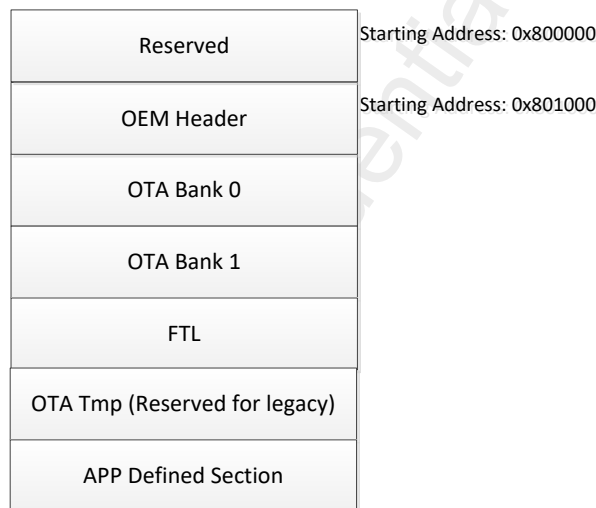 Reserved
Starting Address: 0x800000
OEM Header
Starting Address: 0x801000
OTA Bank 0
OTA Bank 1
FTL
OTA Tmp (Reserved for legacy)
APP Defined Section